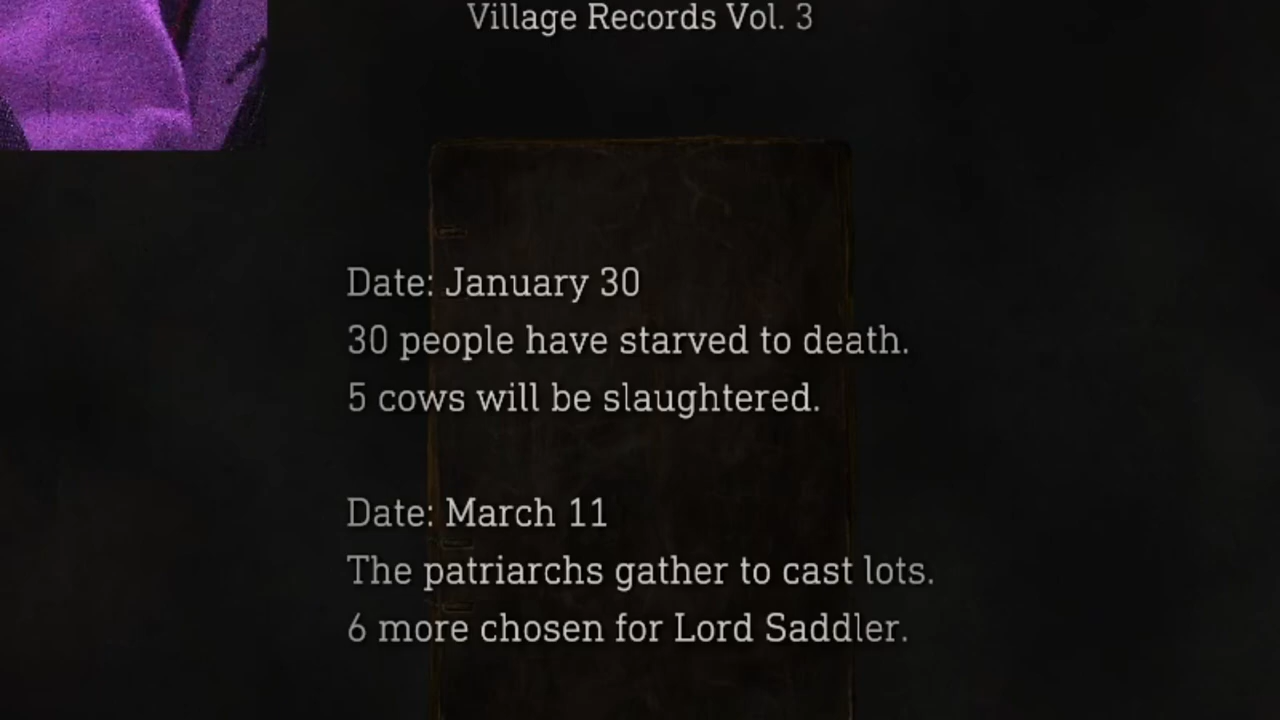 Village Records Vol. 3
Date: January 30
30 people have starved to death.
5 cows will be slaughtered.
Date: March 11
The patriarchs gather to cast lots.
6 more chosen for Lord Saddler.